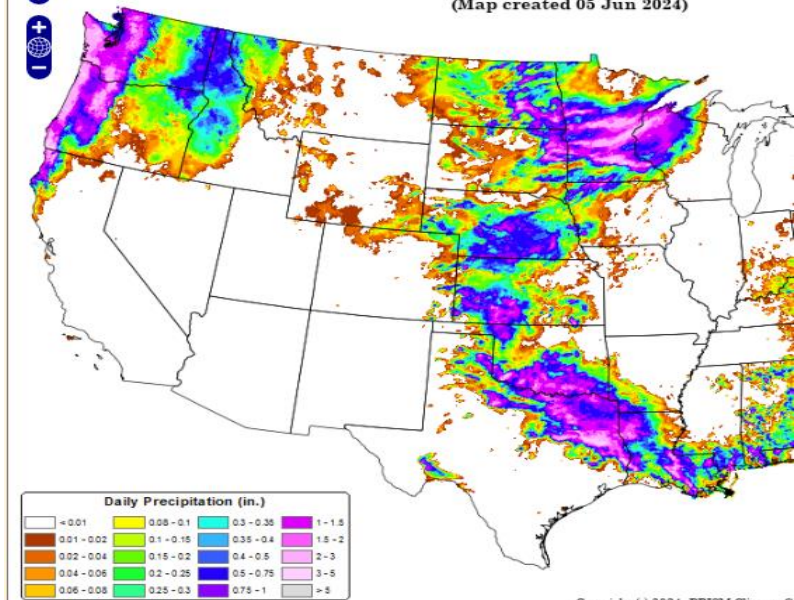 (Map created 05 Jun 2024)
+
−
Daily Precipitation (in.)
< 0.01 0.08 - 0.1 0.3 - 0.35 1 - 1.5
0.01 - 0.02 0.1 - 0.15 0.35 - 0.4 1.5 - 2
0.02 - 0.04 0.15 - 0.2 0.4 - 0.5 2 - 3
0.04 - 0.06 0.2 - 0.25 0.5 - 0.75 3 - 5
0.06 - 0.08 0.25 - 0.3 0.75 - 1 > 5